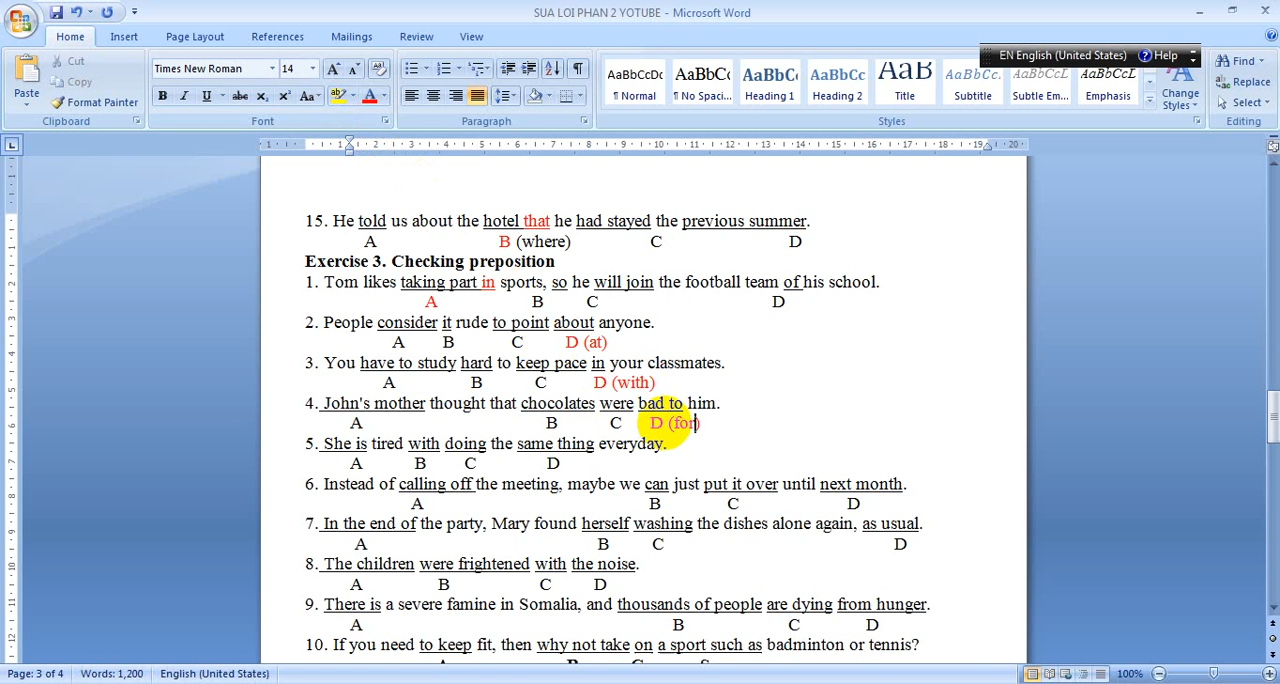 SUA LOI PHAN 2 YOTUBE - Microsoft Word
Home Insert Page Layout References Mailings Review View
EN English (United States) Help
Paste Cut Copy Format Painter
Times New Roman 14
AaBbCcDc AaBbCc AaBbCc AaBbCc AaB AaBbCc. AaBbCcL AaBbCcL
¶ Normal ¶ No Spaci... Heading 1 Heading 2 Title Subtitle Subtle Em... Emphasis
Change Styles
Find Replace Select
Clipboard Font Paragraph Styles Editing
15. He told us about the hotel that he had stayed the previous summer.
A B (where) C D
Exercise 3. Checking preposition
1. Tom likes taking part in sports, so he will join the football team of his school.
A B C D
2. People consider it rude to point about anyone.
A B C D (at)
3. You have to study hard to keep pace in your classmates.
A B C D (with)
4. John's mother thought that chocolates were bad to him.
A B C D (for)
5. She is tired with doing the same thing everyday.
A B C D
6. Instead of calling off the meeting, maybe we can just put it over until next month.
A B C D
7. In the end of the party, Mary found herself washing the dishes alone again, as usual.
A B C D
8. The children were frightened with the noise.
A B C D
9. There is a severe famine in Somalia, and thousands of people are dying from hunger.
A B C D
10. If you need to keep fit, then why not take on a sport such as badminton or tennis?
Page: 3 of 4 Words: 1,200 English (United States) 100%